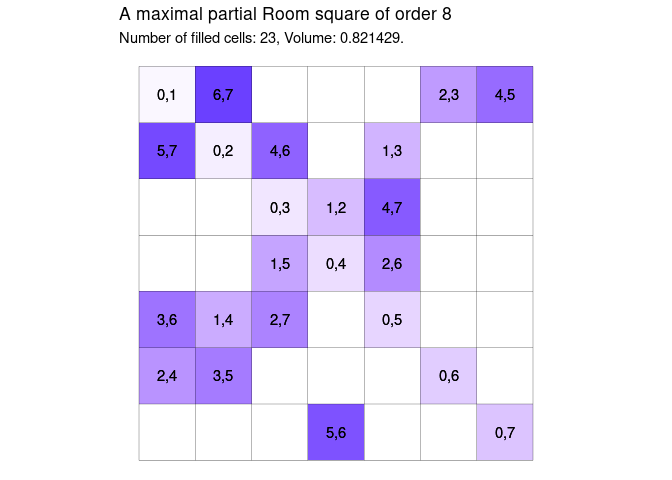 A maximal partial Room square of order 8
Number of filled cells: 23, Volume: 0.821429.
0,1 6,7 2,3 4,5
5,7 0,2 4,6 1,3
0,3 1,2 4,7
1,5 0,4 2,6
3,6 1,4 2,7 0,5
2,4 3,5 0,6
5,6 0,7